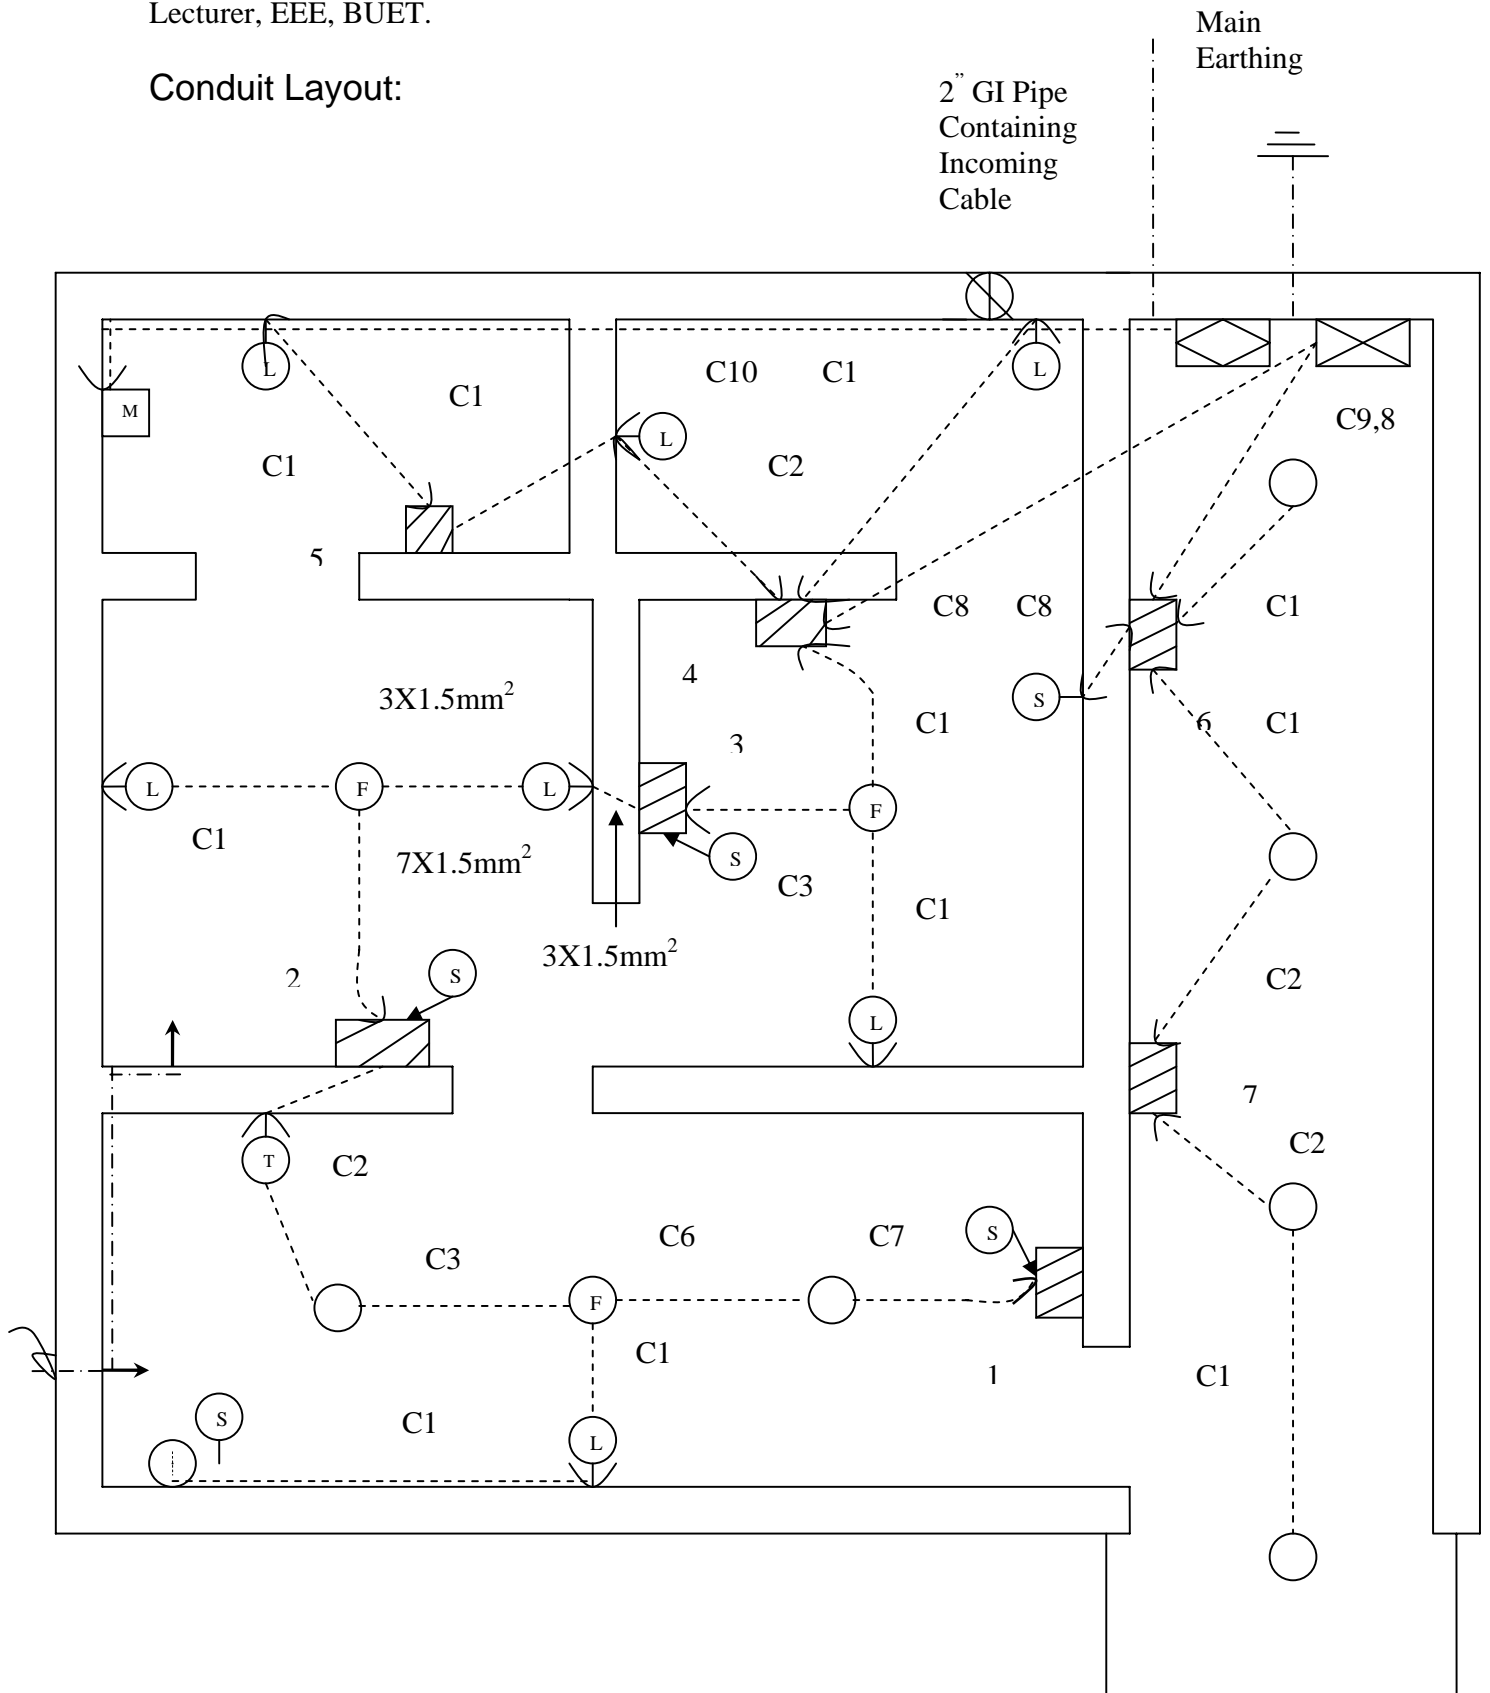 Lecturer, EEE, BUET.
Main
Earthing
Conduit Layout:
2” GI Pipe
Containing
Incoming
Cable
L
L
C10 C1
C1
M
C9,8
L
C1
C2
5
C8 C8
C1
4
3X1.5mm²
S
C1
6
C1
3
L
F
L
F
C1
7X1.5mm²
S
C3
C1
3X1.5mm²
2
S
C2
L
7
C2
T
C2
C6
C7
S
C3
F
C1
1
C1
S
C1
L